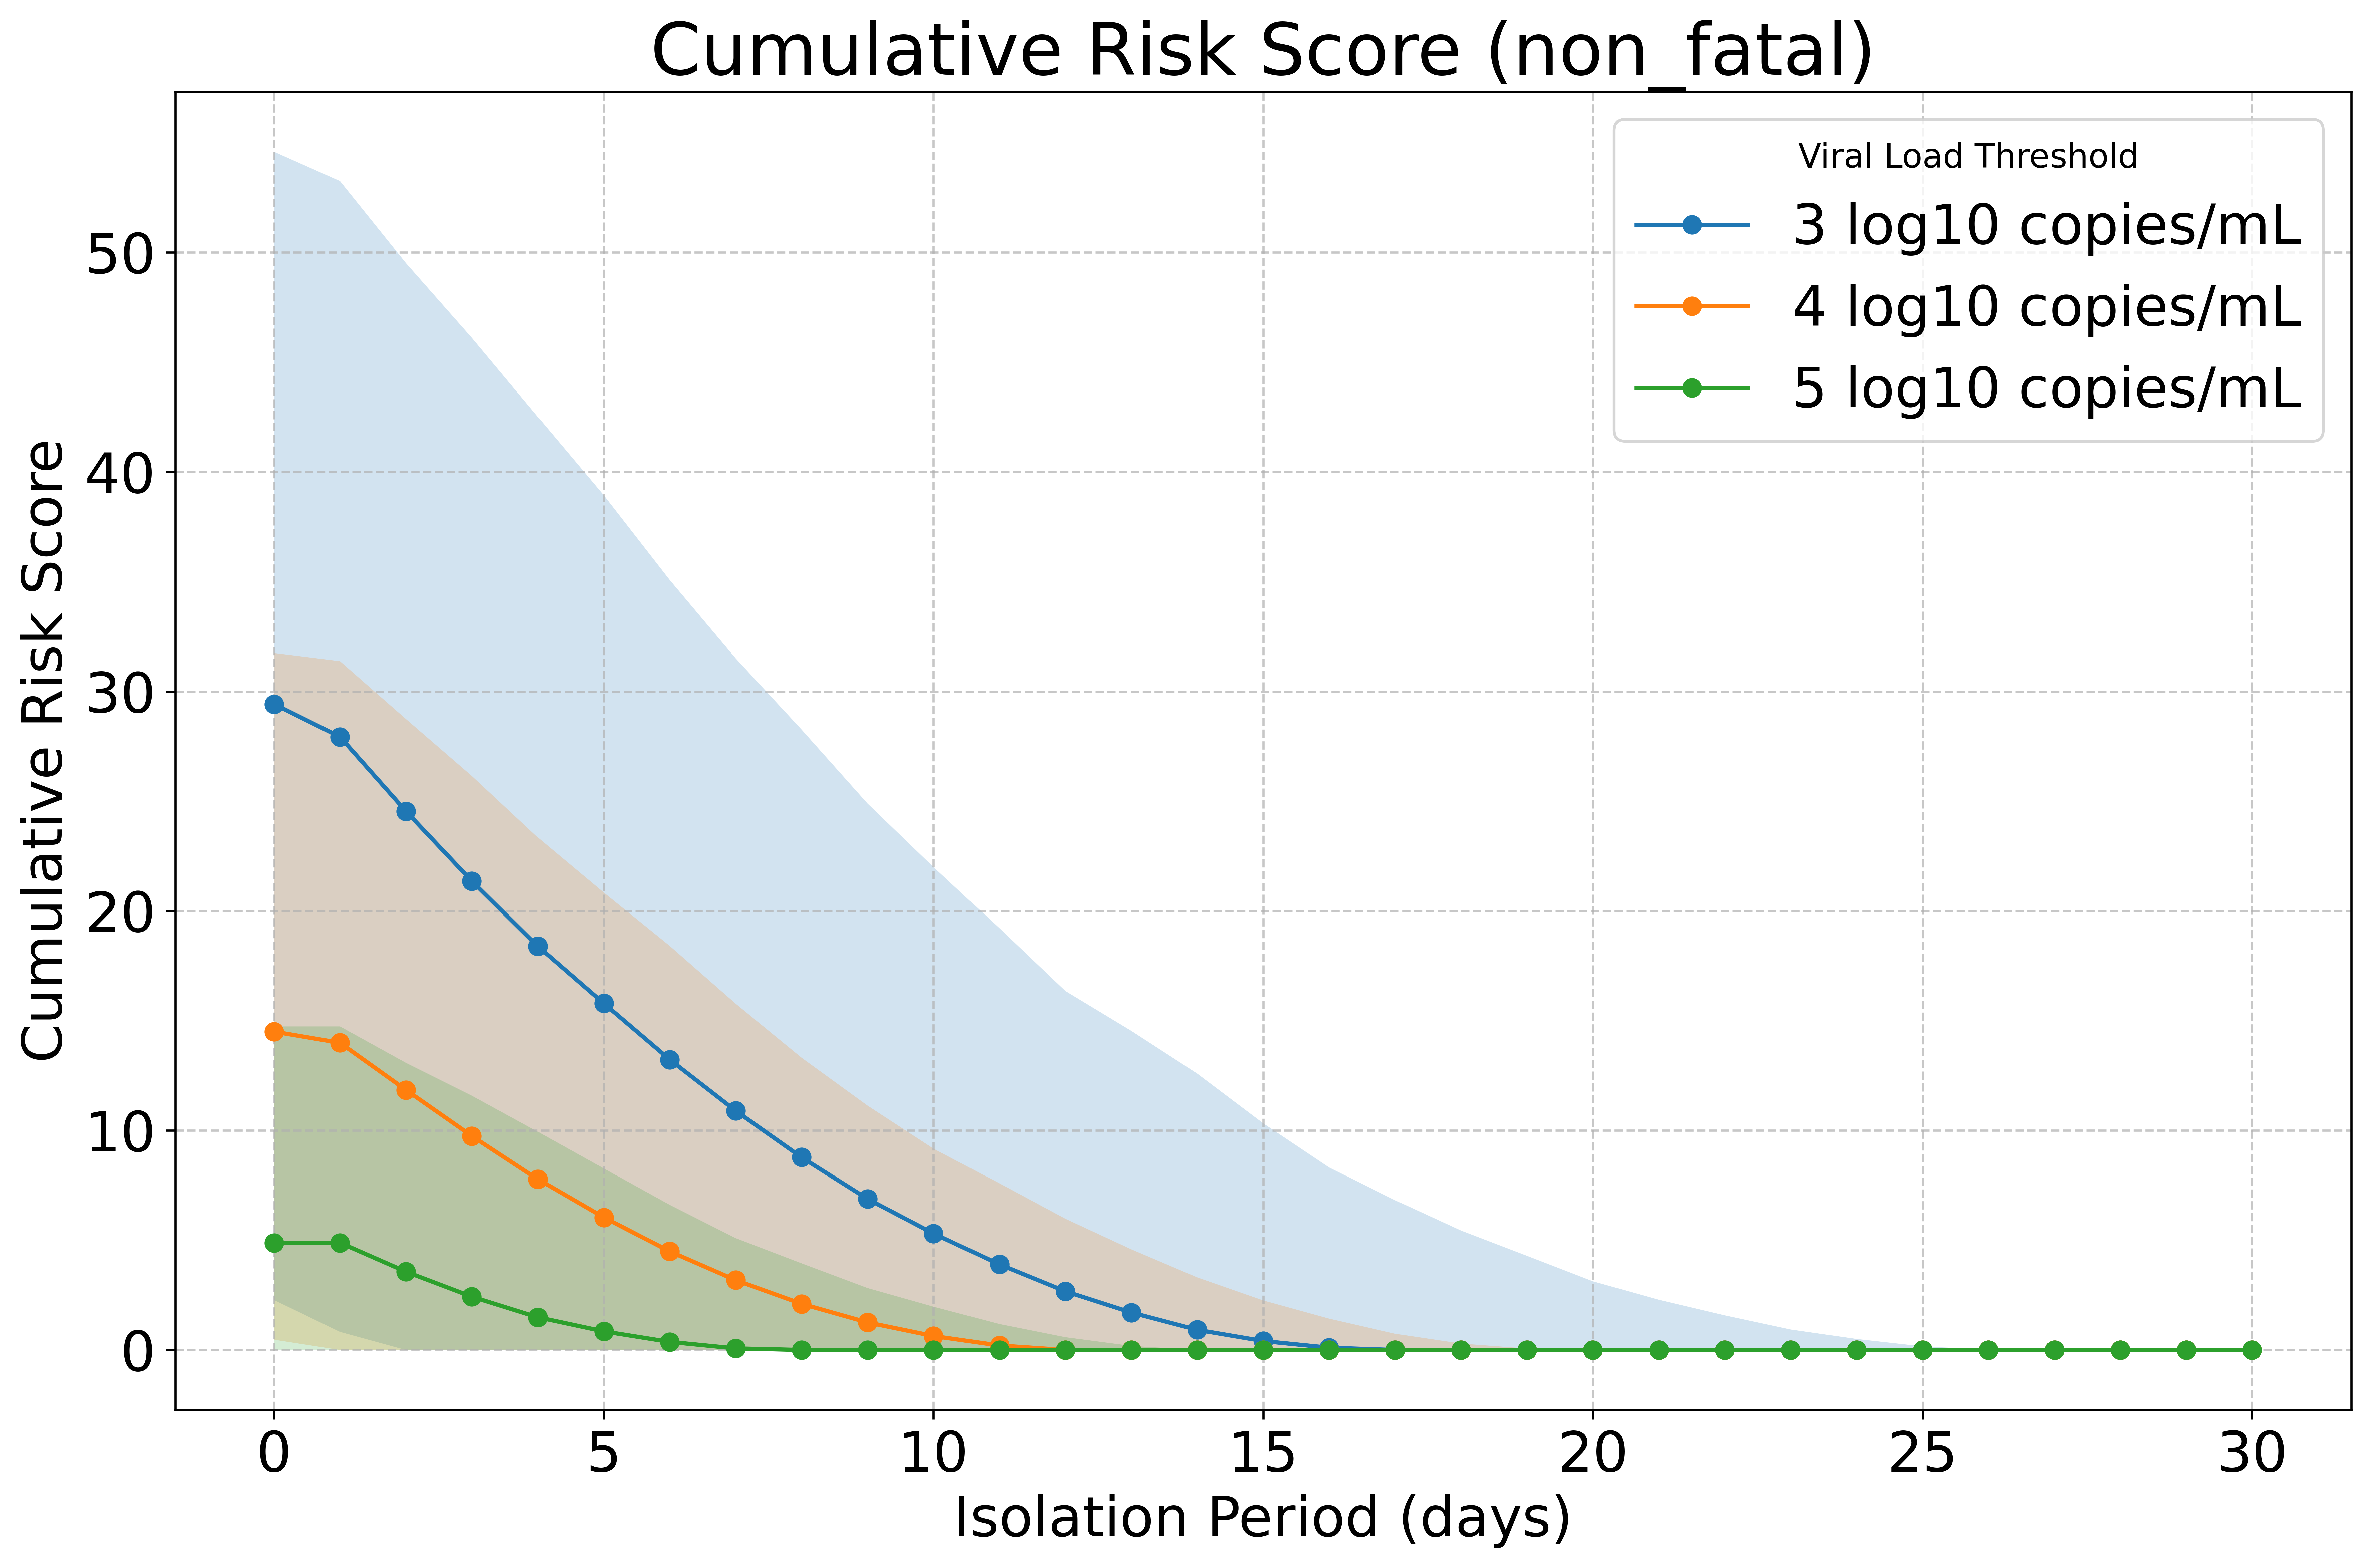 Cumulative Risk Score (non_fatal)
Viral Load Threshold
3 log10 copies/mL
4 log10 copies/mL
5 log10 copies/mL
Cumulative Risk Score
50
40
30
20
10
0
0 5 10 15 20 25 30
Isolation Period (days)